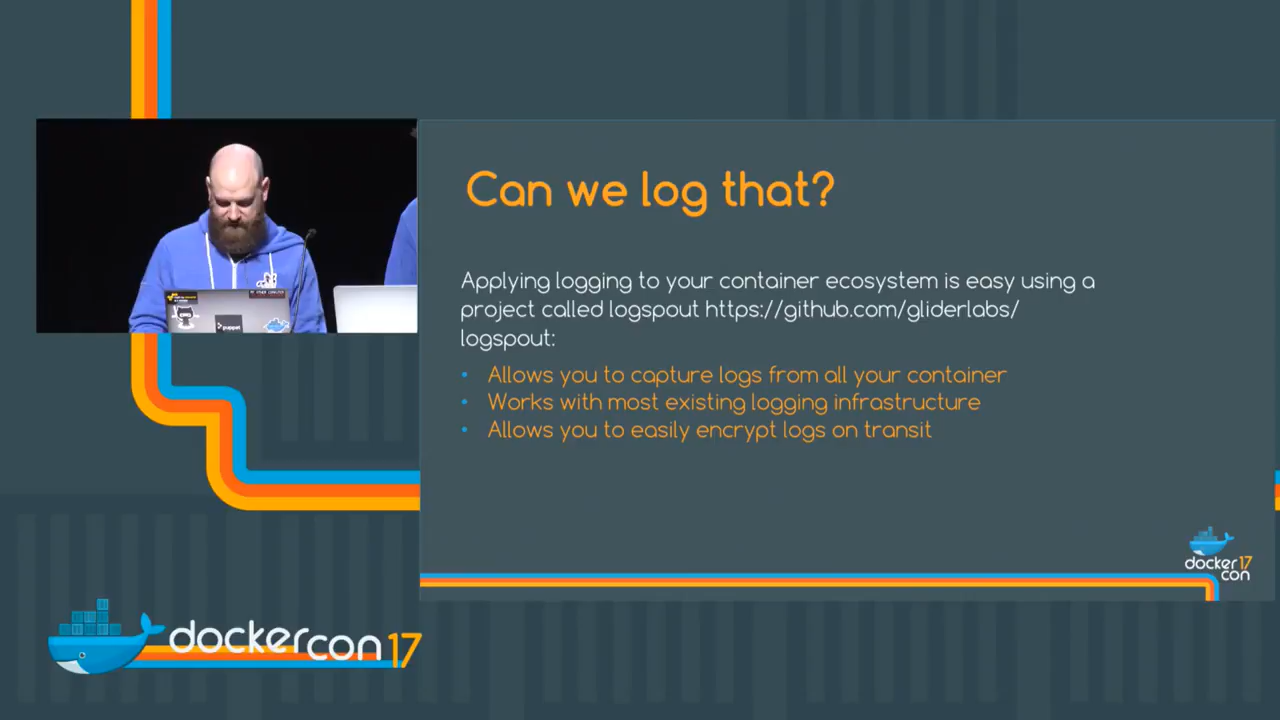 Can we log that?
Applying logging to your container ecosystem is easy using a
project called logspout https://github.com/gliderlabs/
logspout:
• Allows you to capture logs from all your container
• Works with most existing logging infrastructure
• Allows you to easily encrypt logs on transit
puppet
docker 17
con
dockercon 17